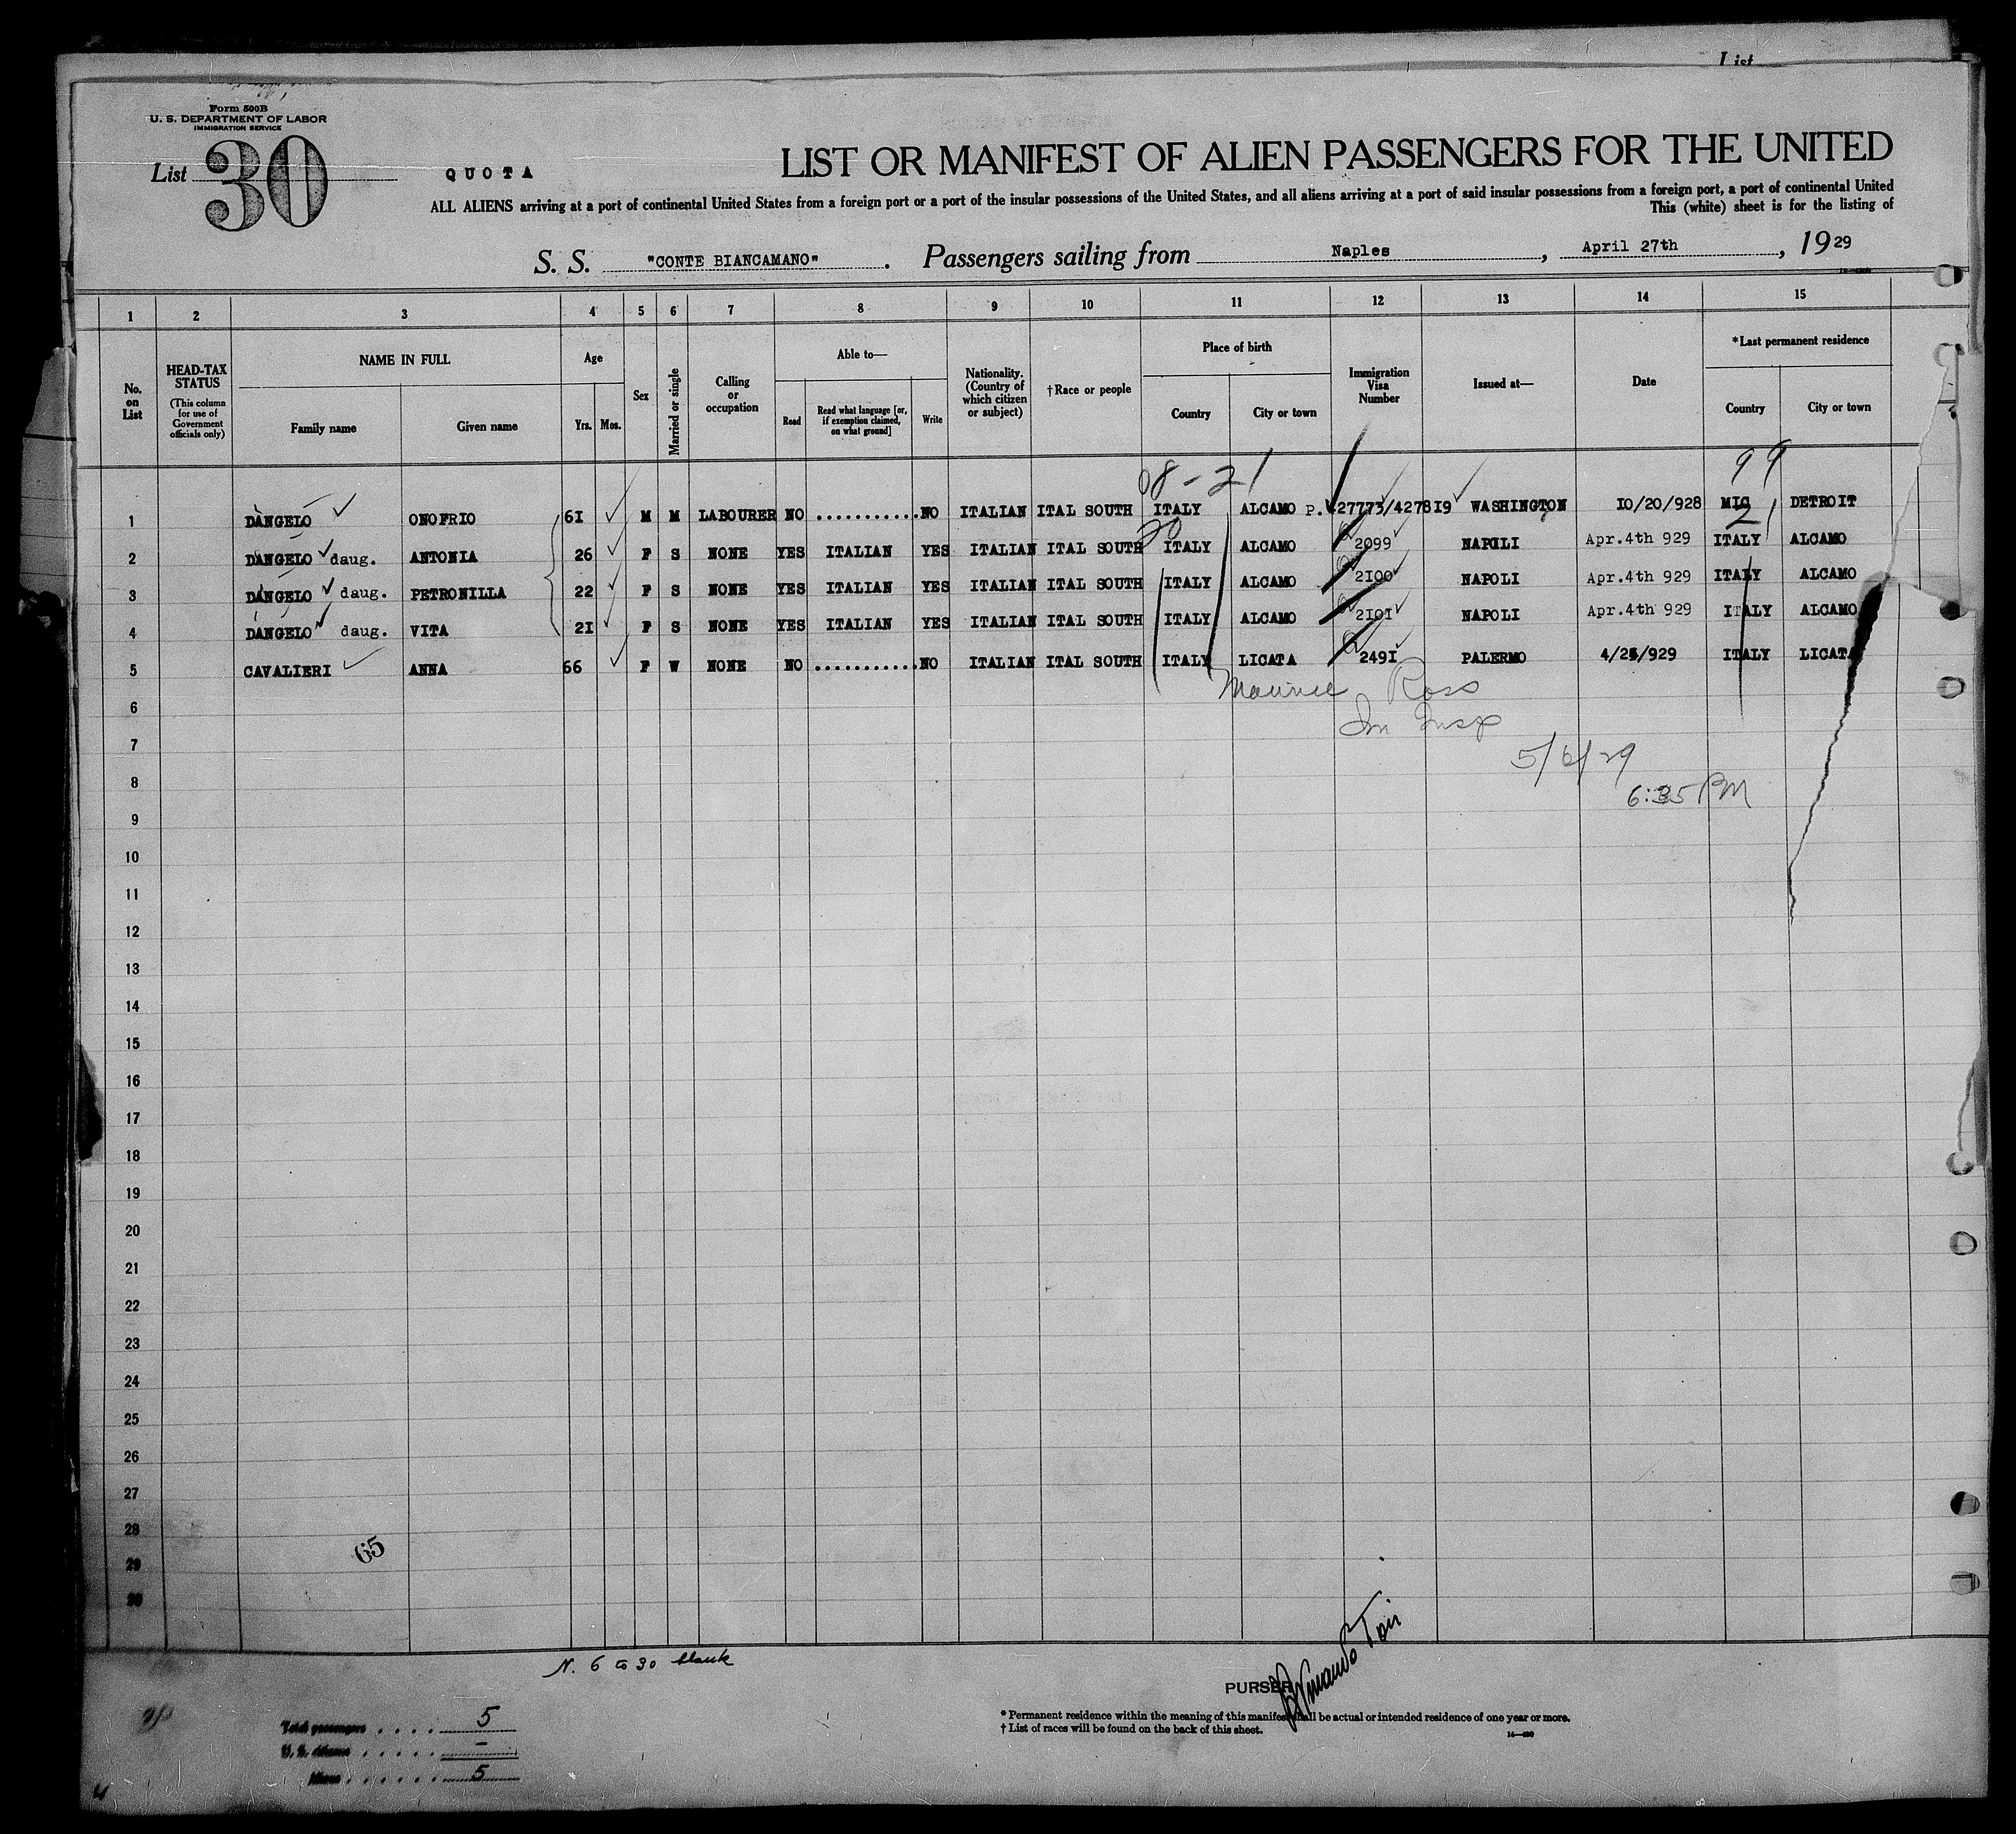 List
Form 500B
U. S. DEPARTMENT OF LABOR
IMMIGRATION SERVICE
List 30
QUOTA
LIST OR MANIFEST OF ALIEN PASSENGERS FOR THE UNITED
ALL ALIENS arriving at a port of continental United States from a foreign port or a port of the insular possessions of the United States, and all aliens arriving at a port of said insular possessions from a foreign port, a port of continental United
This (white) sheet is for the listing of
S. S. "CONTE BIANCAMANO". Passengers sailing from Naples, April 27th, 1929
1 2 3 4 5 6 7 8 9 10 11 12 13 14 15
No. on List
HEAD-TAX STATUS (This column for use of Government officials only)
NAME IN FULL
Family name Given name
Age
Yrs. Mos.
Sex
Married or single
Calling or occupation
Able to—
Read Read what language [or, if exemption claimed, on what ground] Write
Nationality. (Country of which citizen or subject)
†Race or people
Place of birth
Country City or town
Immigration Visa Number
Issued at—
Date
*Last permanent residence
Country City or town
08-21 99
1 DÀNGELO ONOFRIO 61 M M LABOURER NO ............NO ITALIAN ITAL SOUTH ITALY ALCAMO P. 427773/427819 WASHINGTON 10/20/928 MIC DETROIT
20 21
2 DANGELO daug. ANTONIA 26 F S NONE YES ITALIAN YES ITALIAN ITAL SOUTH ITALY ALCAMO 2099 NAPOLI Apr.4th 929 ITALY ALCAMO
3 DANGELO daug. PETRONILLA 22 F S NONE YES ITALIAN YES ITALIAN ITAL SOUTH ITALY ALCAMO 2100 NAPOLI Apr.4th 929 ITALY ALCAMO
4 DANGELO daug. VITA 21 F S NONE YES ITALIAN YES ITALIAN ITAL SOUTH ITALY ALCAMO 2101 NAPOLI Apr.4th 929 ITALY ALCAMO
5 CAVALIERI ANNA 66 F W NONE NO ............NO ITALIAN ITAL SOUTH ITALY LICATA 2491 PALERMO 4/25/929 ITALY LICATA
Maurice Ross
Im Insp
5/6/29
6:35 PM
6
7
8
9
10
11
12
13
14
15
16
17
18
19
20
21
22
23
24
25
26
27
28
29
30
65
N. 6 to 30 blank
PURSER
* Permanent residence within the meaning of this manifest shall be actual or intended residence of one year or more.
† List of races will be found on the back of this sheet.
Total passengers . . . . 5
U. S. citizens . . . . . –
Aliens . . . . . . 5